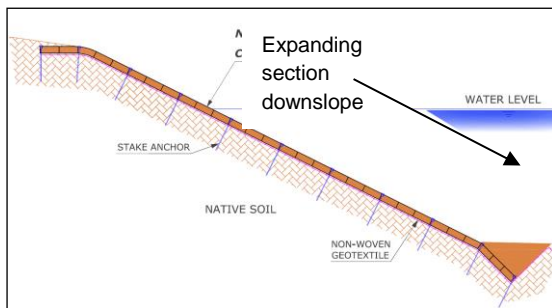 Expanding
section
downslope
WATER LEVEL
STAKE ANCHOR
NATIVE SOIL
NON-WOVEN
GEOTEXTILE